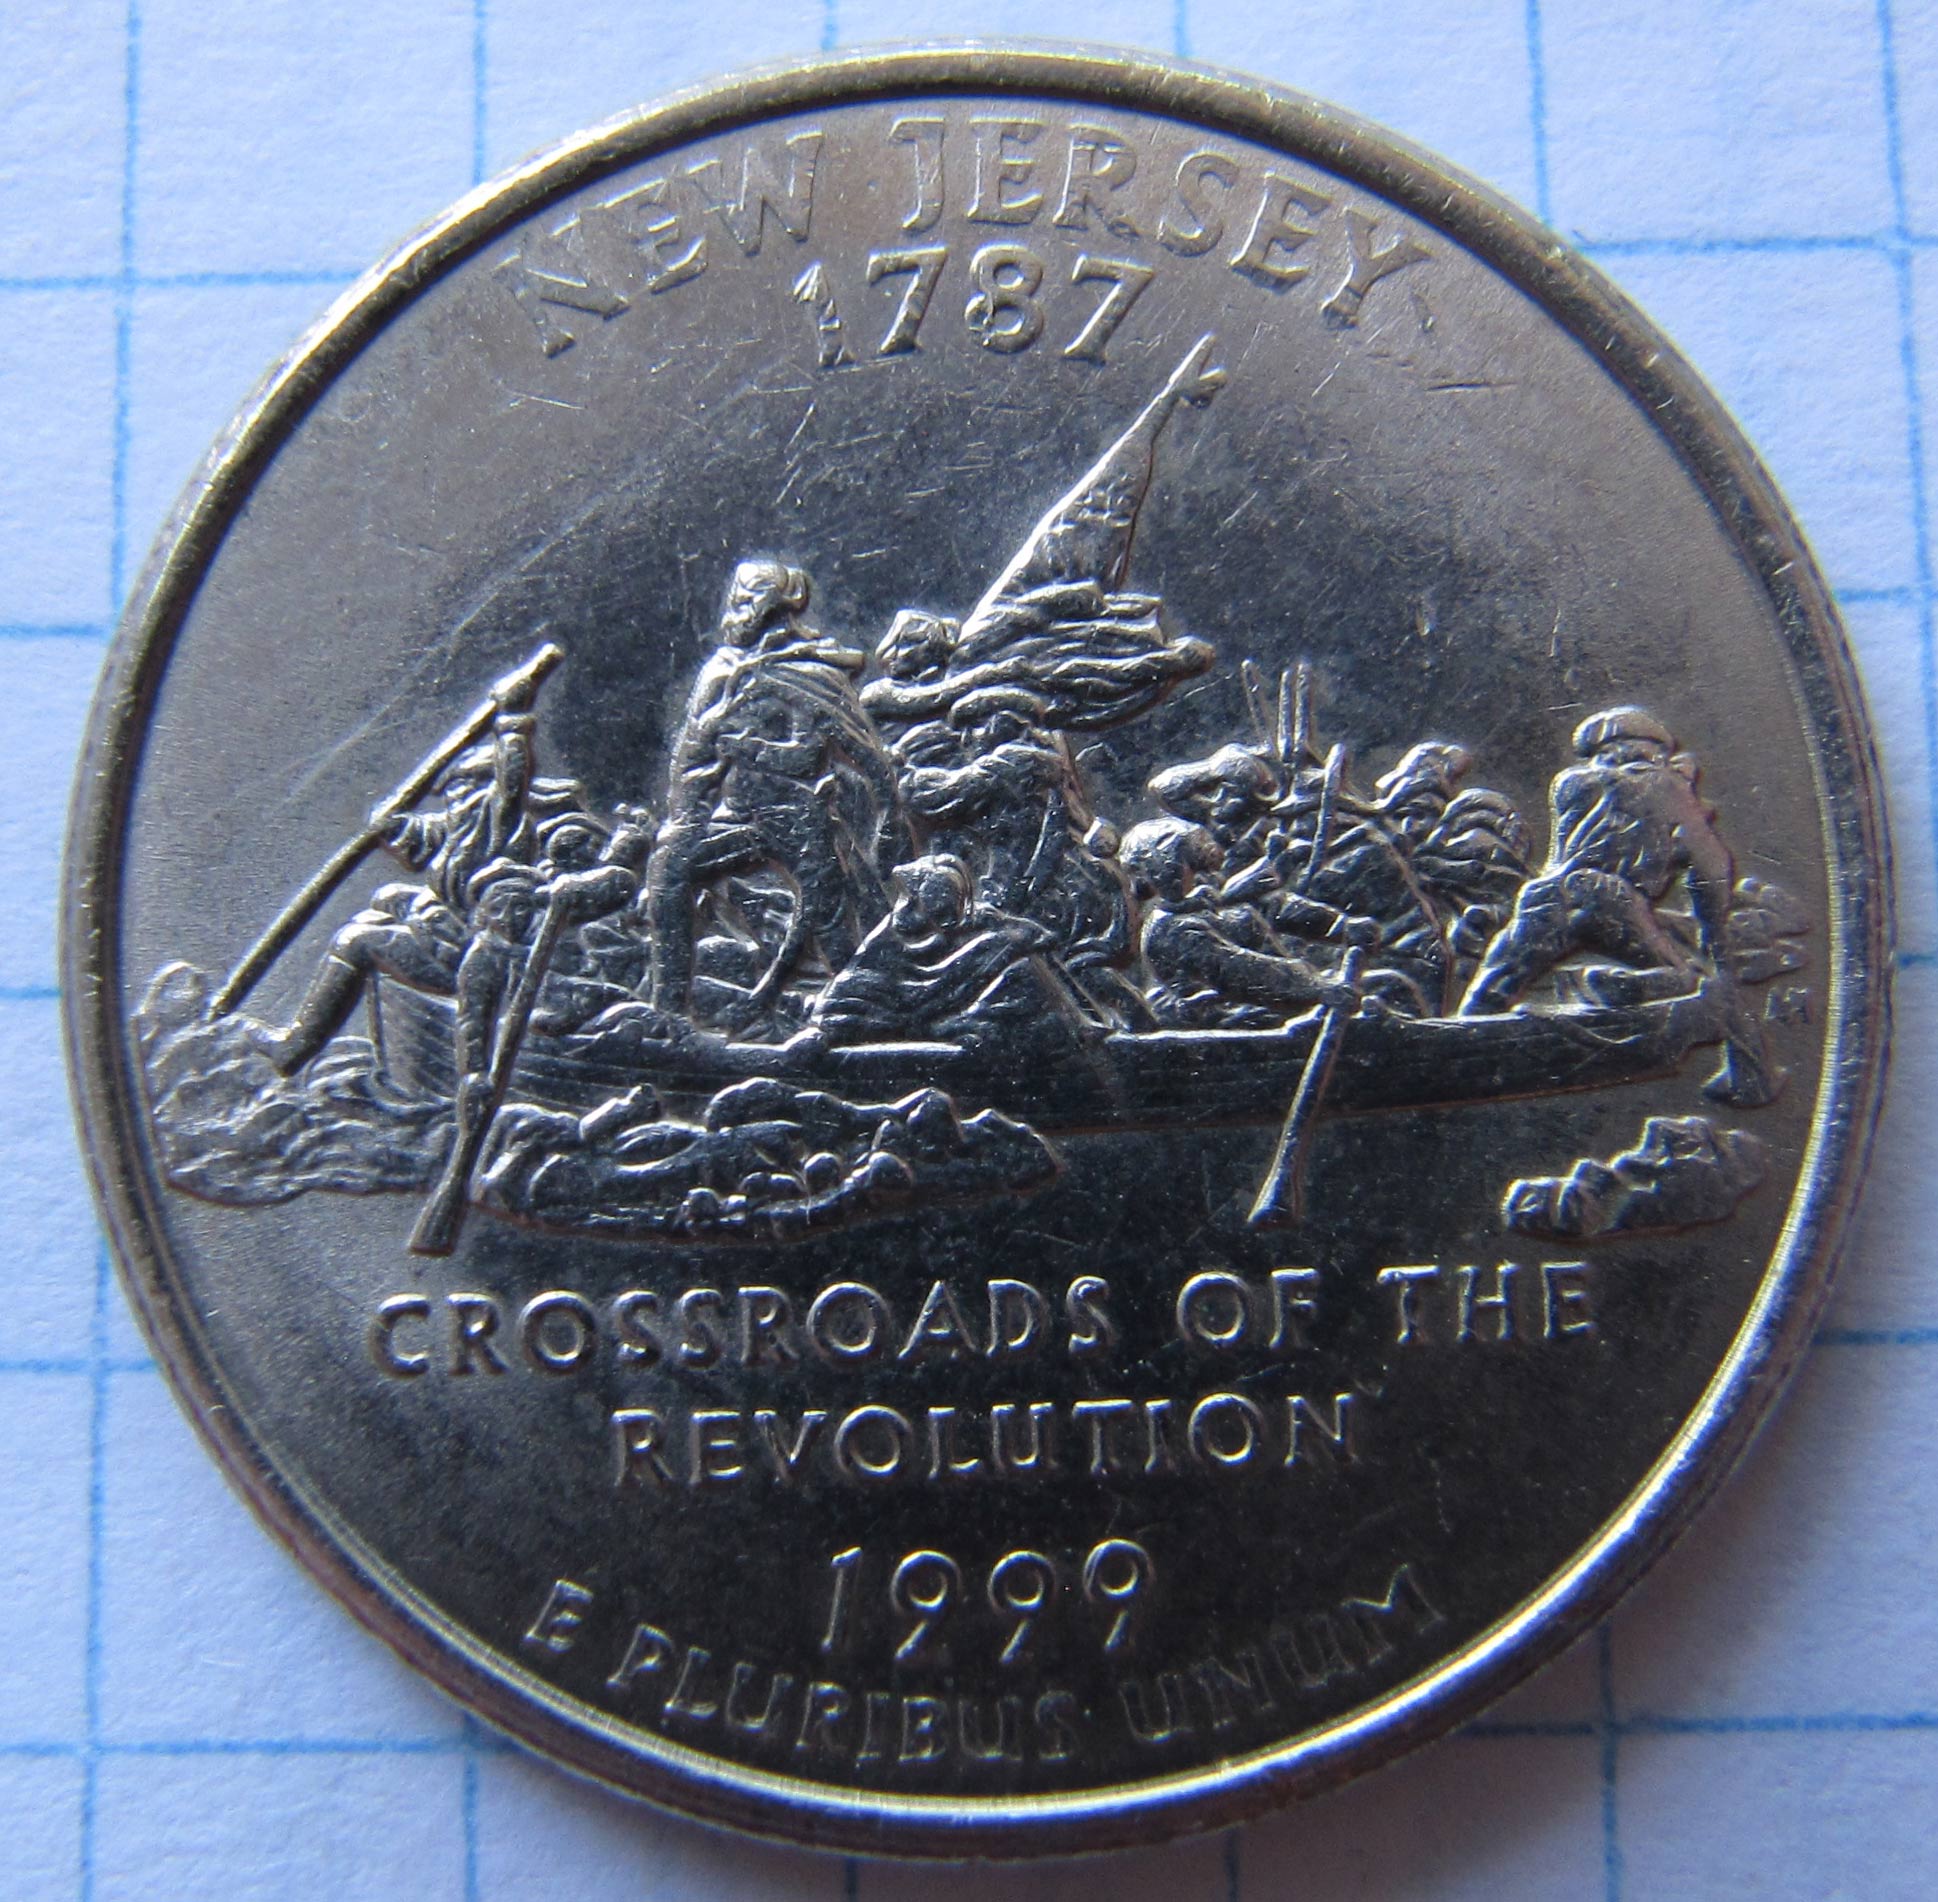 NEW JERSEY
1787
CROSSROADS OF THE
REVOLUTION
1999
E PLURIBUS UNUM